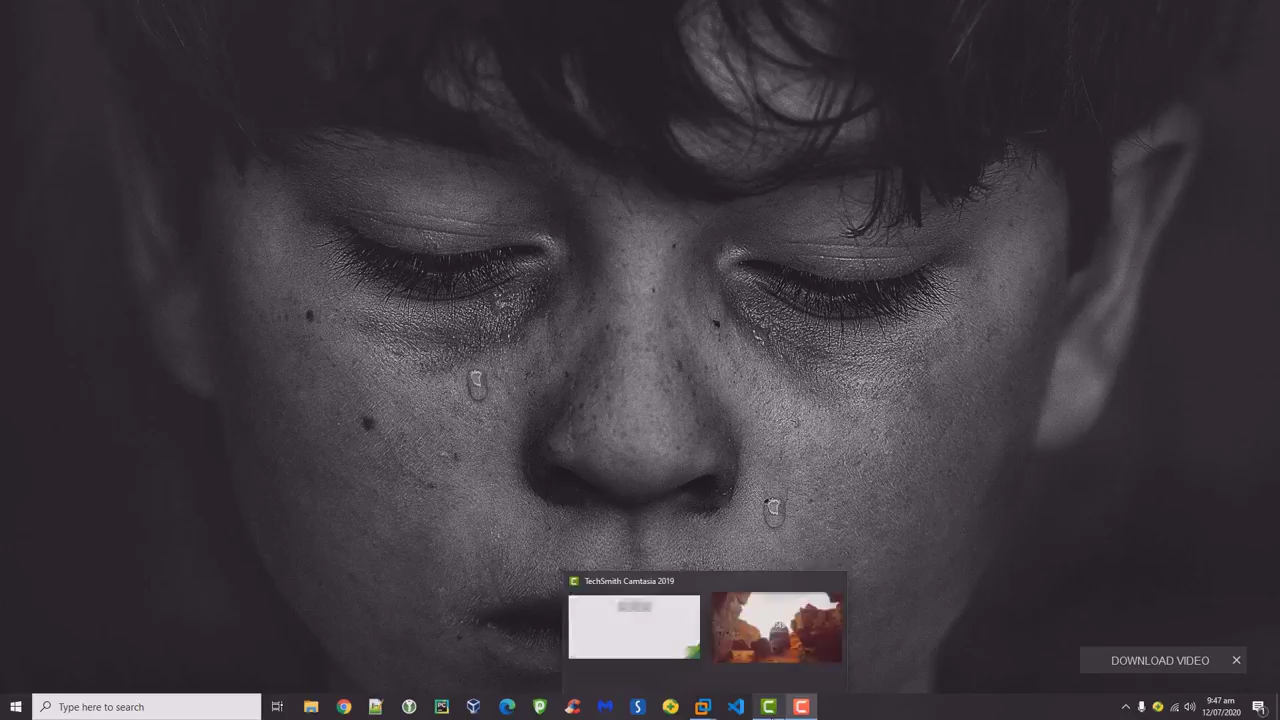 TechSmith Camtasia 2019
DOWNLOAD VIDEO
Type here to search
9:47 am
12/07/2020